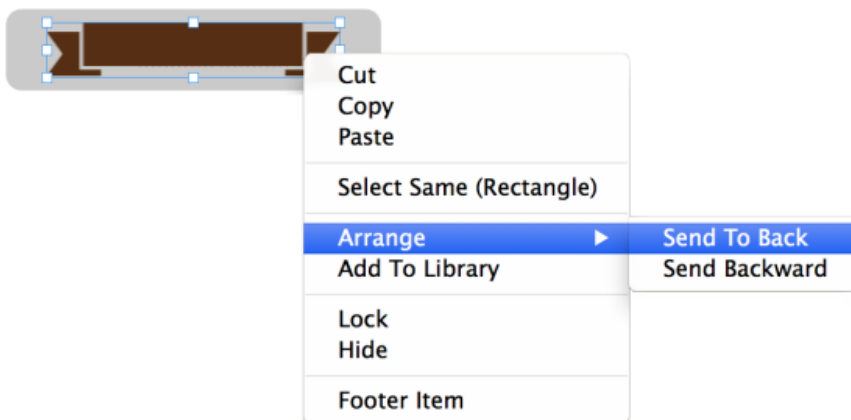 Cut
Copy
Paste
Select Same (Rectangle)
Arrange
Send To Back
Add To Library
Send Backward
Lock
Hide
Footer Item